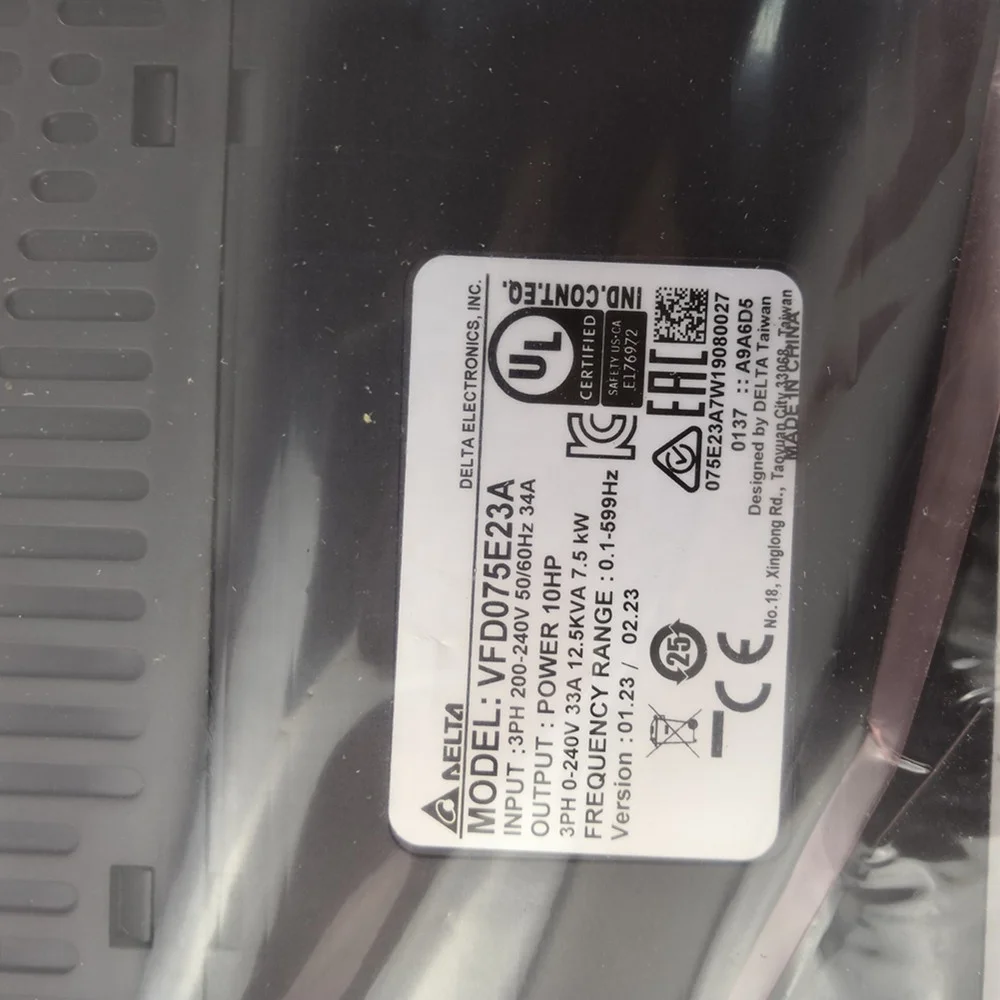 DELTA
DELTA ELECTRONICS, INC.
MODEL: VFD075E23A
INPUT :3PH 200-240V 50/60Hz 34A
OUTPUT : POWER 10HP
3PH 0-240V 33A 12.5KVA 7.5 kW
FREQUENCY RANGE : 0.1-599Hz
Version : 01.23 / 02.23
IND.CONT.EQ.
UL
CERTIFIED
SAFETY US-CA
E176972
KC
EAC
25
CE
075E23A7W19080027
0137 :: A9A6D5
Designed by DELTA Taiwan
No.18, Xinglong Rd., Taoyuan City 33068, Taiwan
MADE IN CHINA